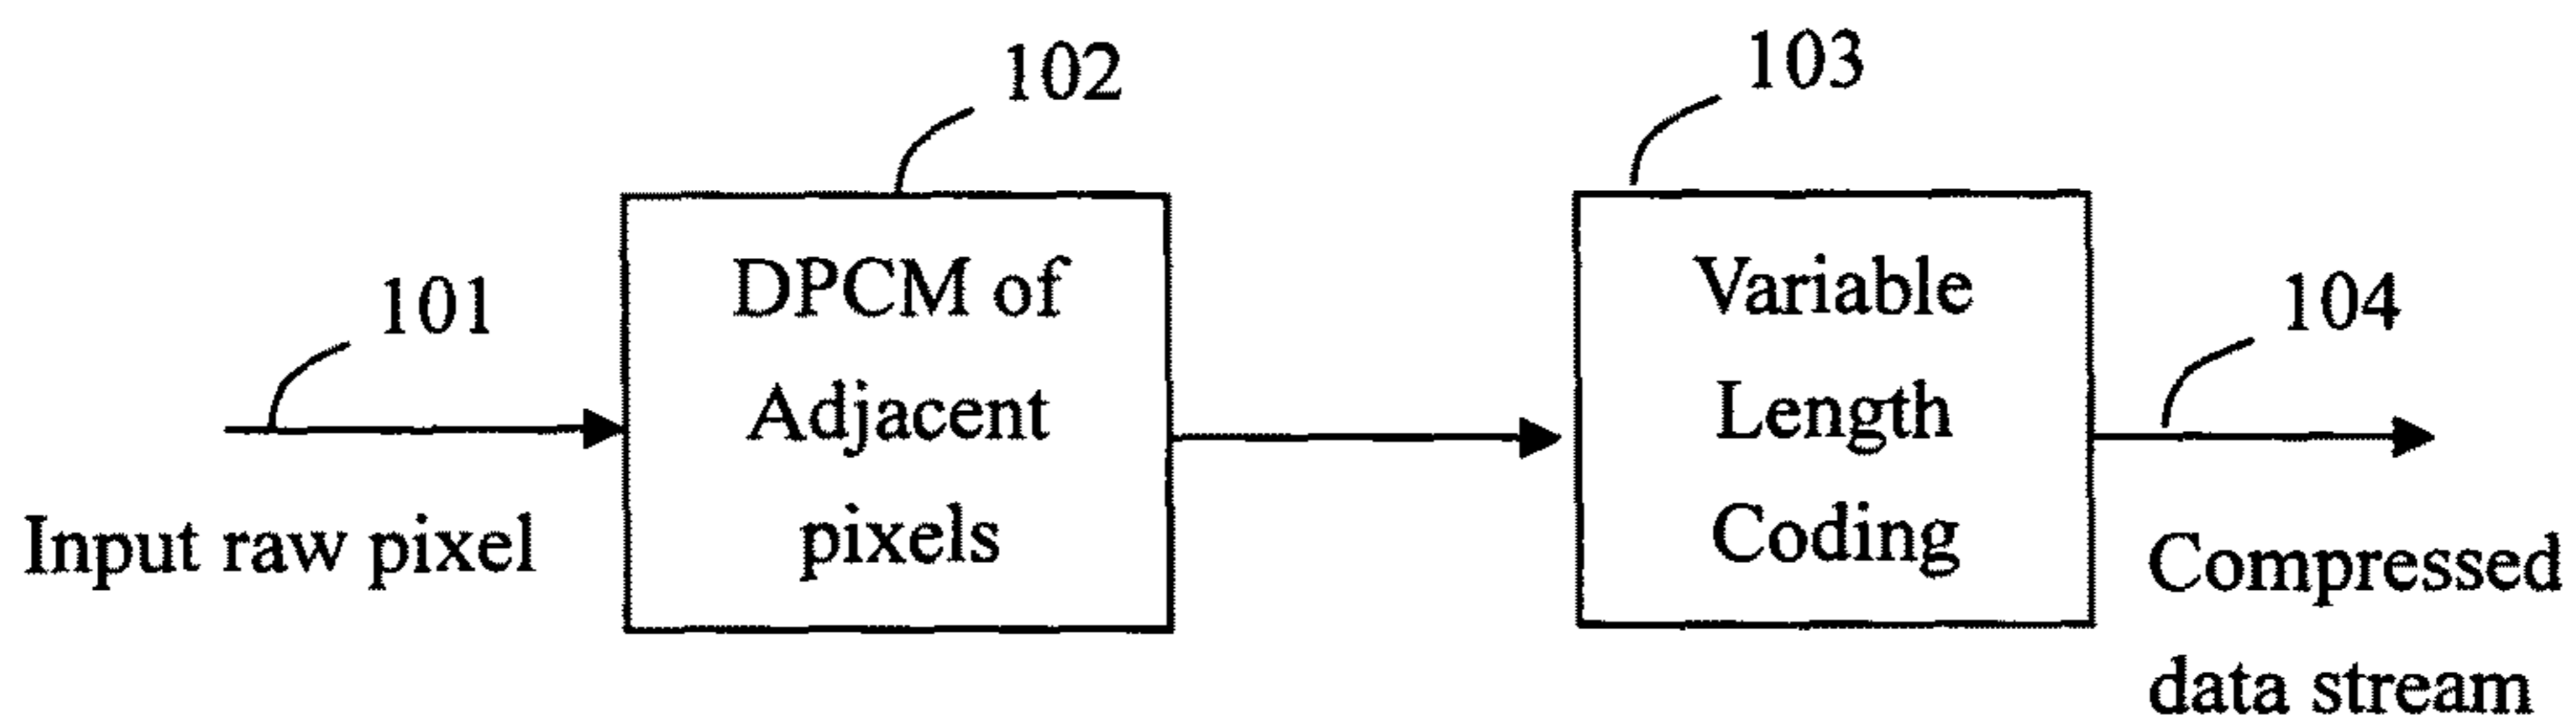 102
103
101
104
DPCM of
Adjacent
pixels
Variable
Length
Coding
Input raw pixel
Compressed
data stream